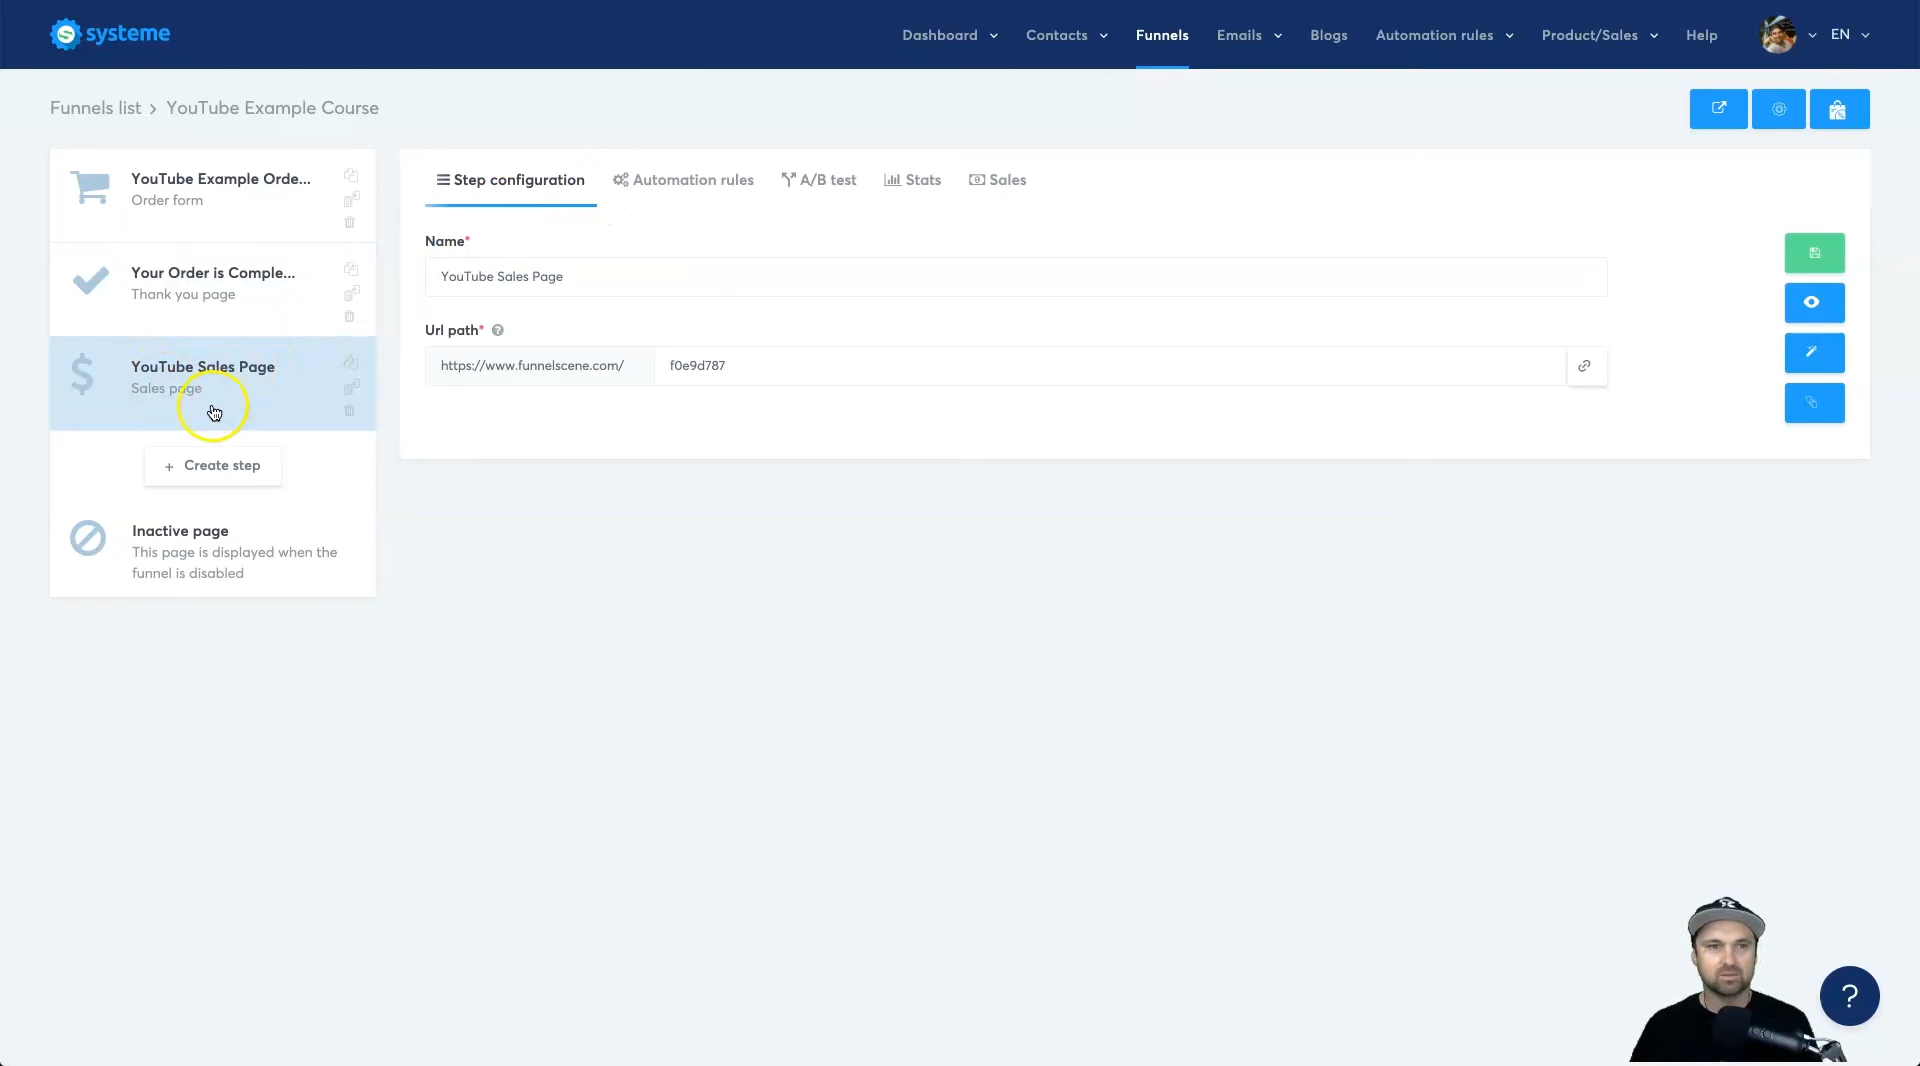 systeme
Dashboard
Contacts
Funnels
Emails
Blogs
Automation rules
Product/Sales
Help
EN
Funnels list > YouTube Example Course
YouTube Example Orde...
Order form
Your Order is Comple...
Thank you page
YouTube Sales Page
Sales page
+ Create step
Inactive page
This page is displayed when the
funnel is disabled
Step configuration
Automation rules
A/B test
Stats
Sales
Name*
YouTube Sales Page
Url path* ?
https://www.funnelscene.com/
f0e9d787
?